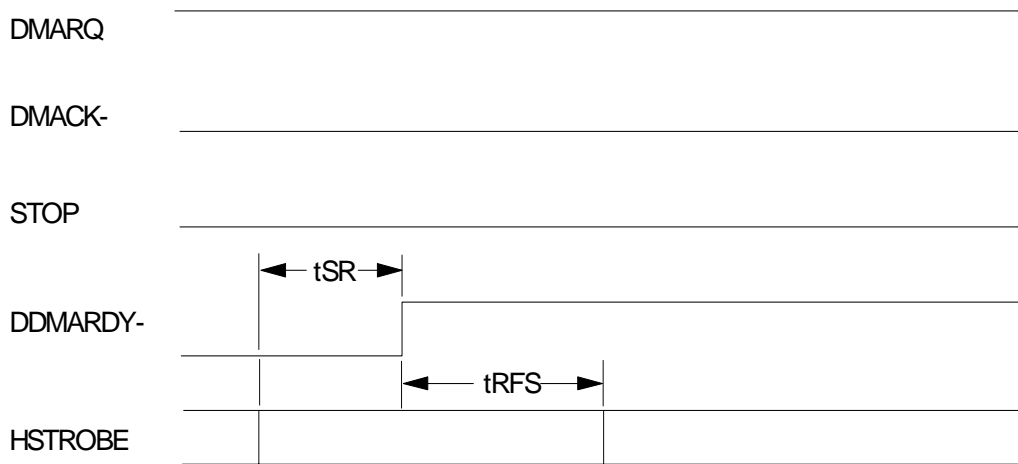 DMARQ
DMACK-
STOP
tSR
DDMARDY-
tRFS
HSTROBE